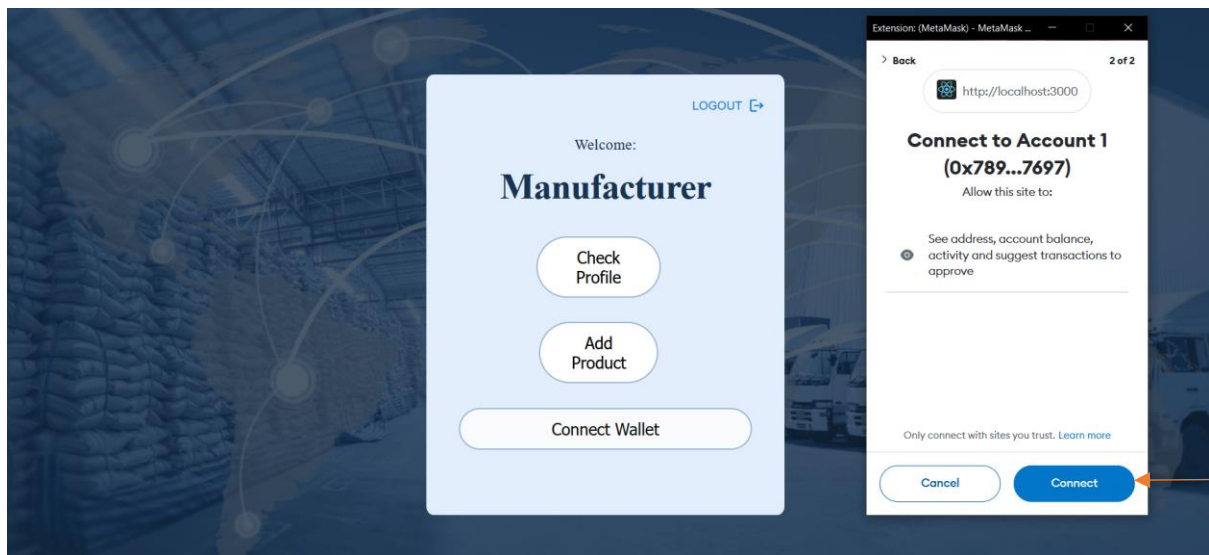 LOGOUT
Welcome:
Manufacturer
Check
Profile
Add
Product
Connect Wallet
Extension: (MetaMask) - MetaMask ...
> Back 2 of 2
http://localhost:3000
Connect to Account 1
(0x789...7697)
Allow this site to:
See address, account balance,
activity and suggest transactions to
approve
Only connect with sites you trust. Learn more
Cancel Connect